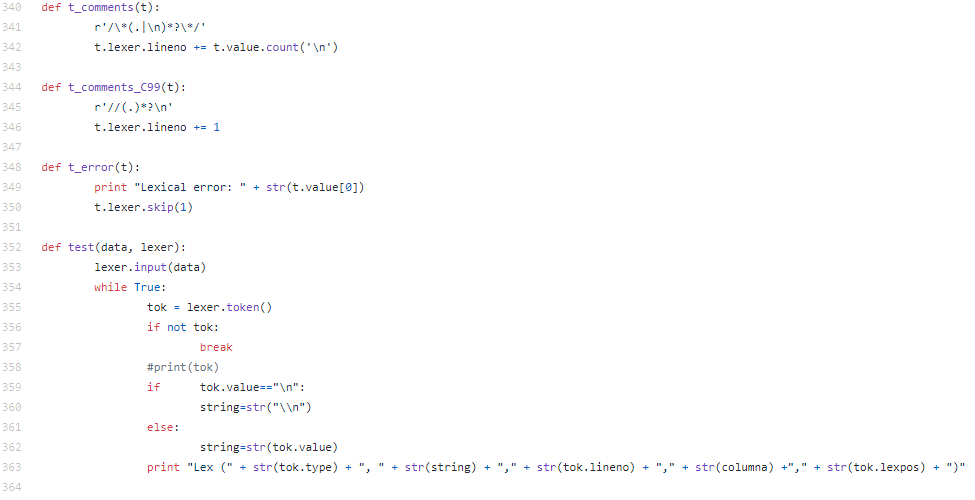 340 def t_comments(t):
341 r'/\*(.|\n)*?\*/'
342 t.lexer.lineno += t.value.count('\n')
343
344 def t_comments_C99(t):
345 r'//(.)*?\n'
346 t.lexer.lineno += 1
347
348 def t_error(t):
349 print "Lexical error: " + str(t.value[0])
350 t.lexer.skip(1)
351
352 def test(data, lexer):
353 lexer.input(data)
354 while True:
355 tok = lexer.token()
356 if not tok:
357 break
358 #print(tok)
359 if tok.value=="\n":
360 string=str("\\n")
361 else:
362 string=str(tok.value)
363 print "Lex (" + str(tok.type) + ", " + str(string) + "," + str(tok.lineno) + "," + str(columna) +"," + str(tok.lexpos) + ")"
364